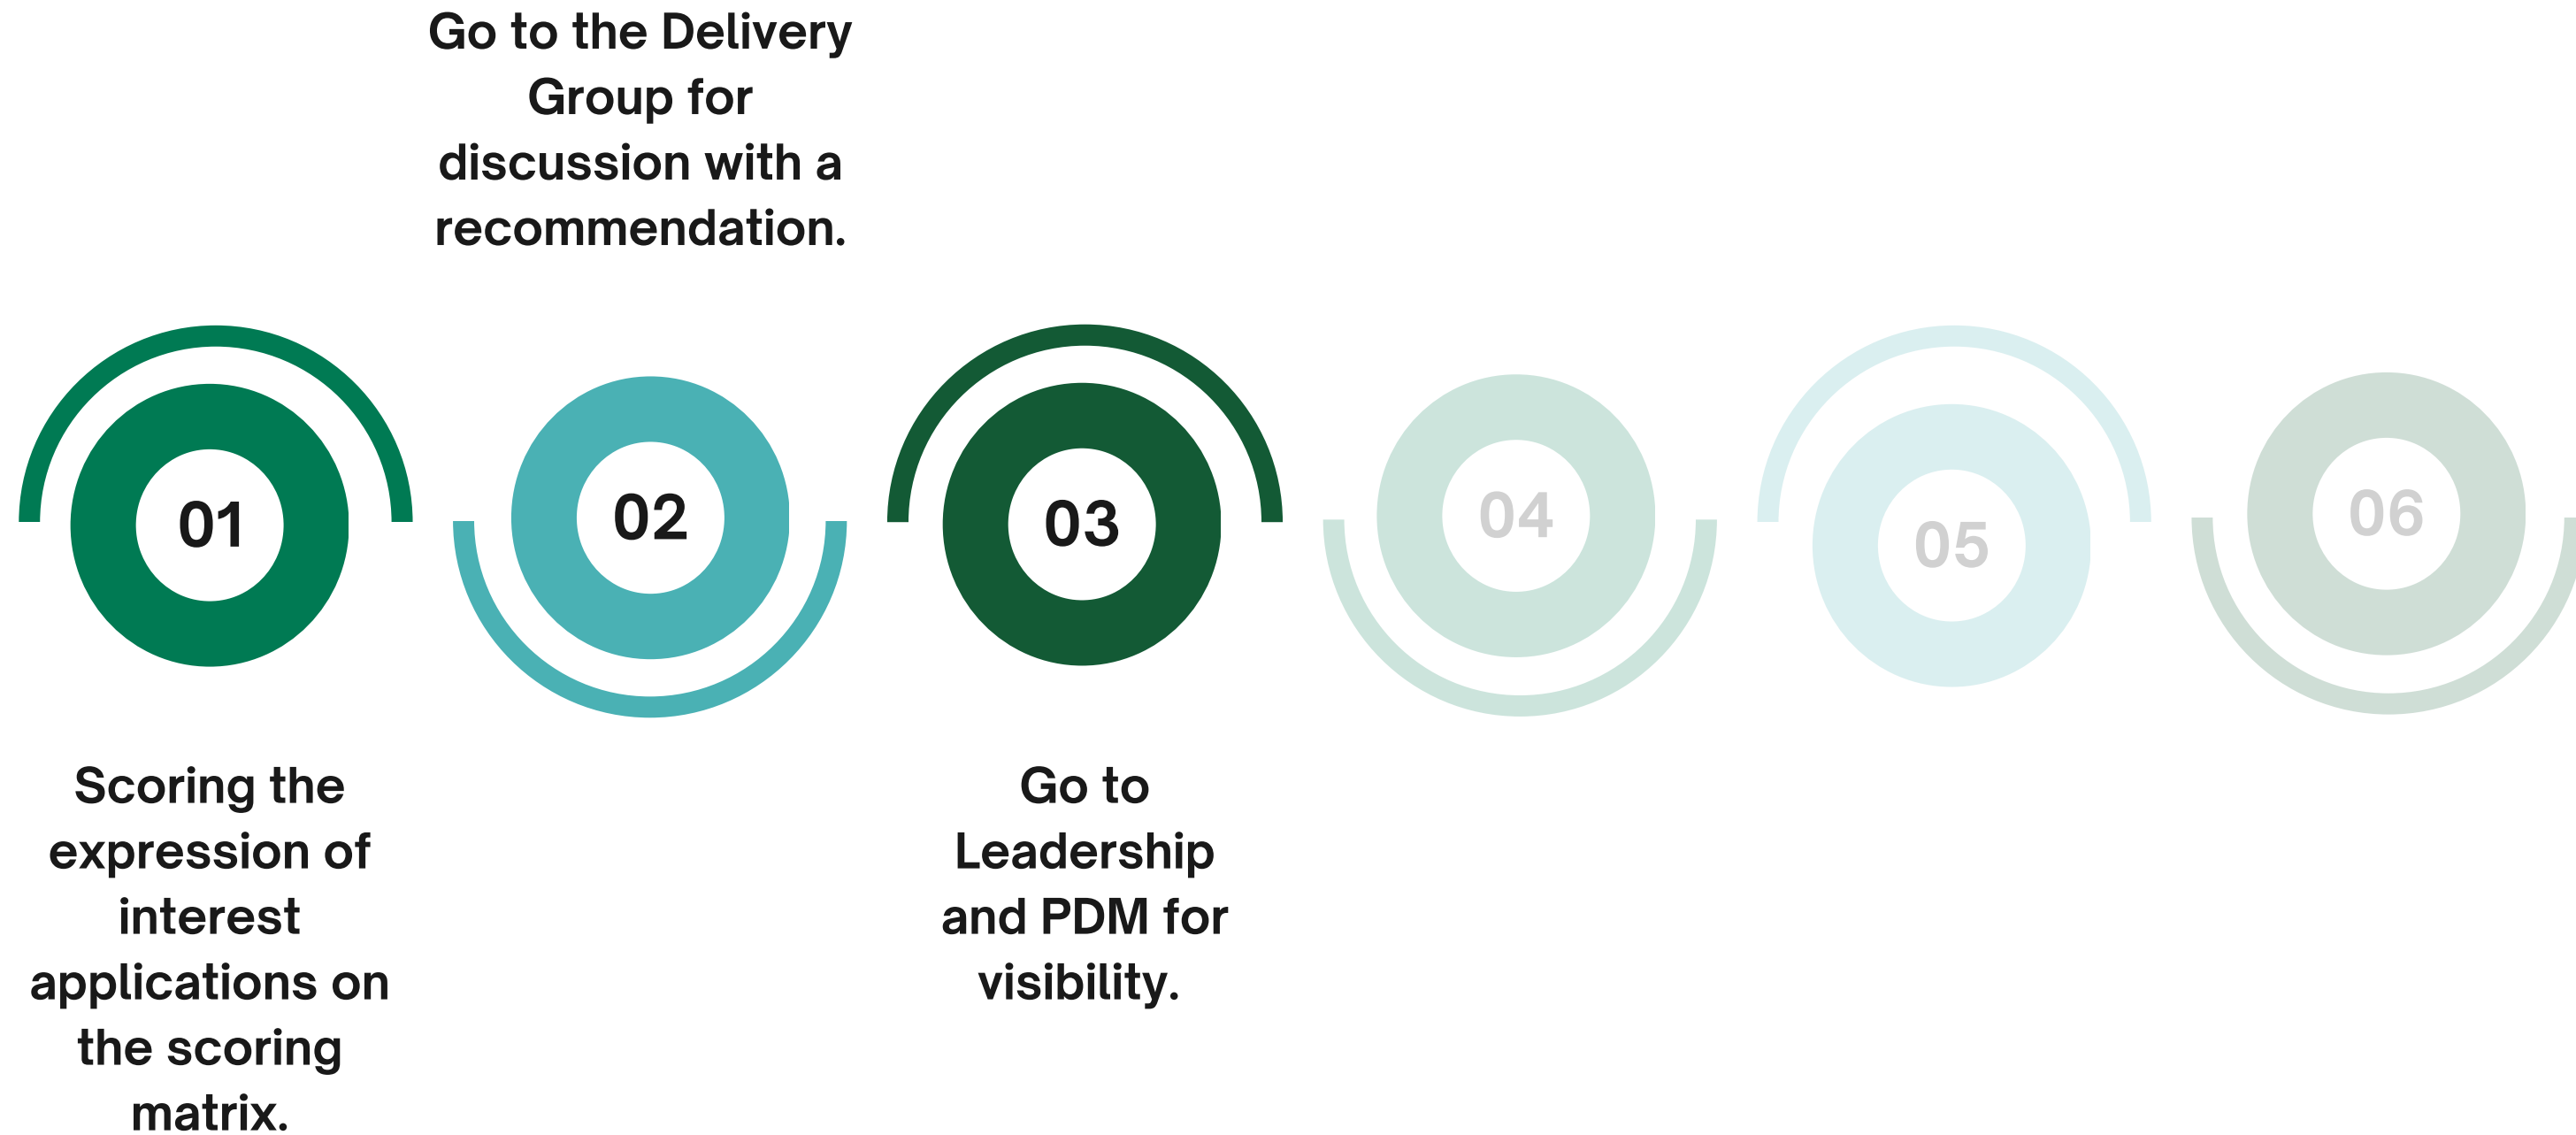 Go to the Delivery
Group for
discussion with a
recommendation.
01
02
03
04
05
06
Scoring the
expression of
interest
applications on
the scoring
matrix.
Go to
Leadership
and PDM for
visibility.